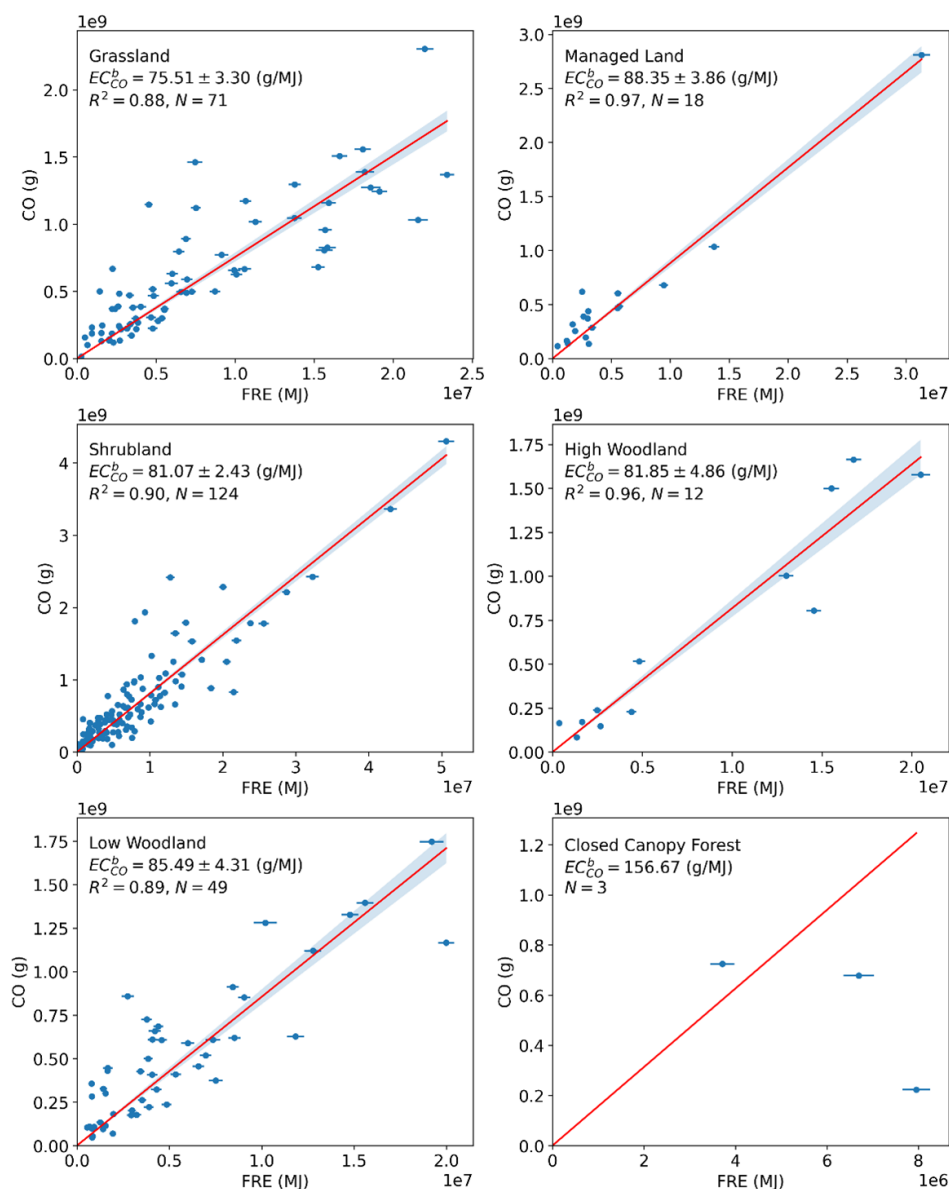 1e9
Grassland
EC^b_CO = 75.51 ± 3.30 (g/MJ)
R² = 0.88, N = 71
2.0
1.5
1.0
0.5
0.0
CO (g)
0.0 0.5 1.0 1.5 2.0 2.5
FRE (MJ)
1e7
1e9
Managed Land
EC^b_CO = 88.35 ± 3.86 (g/MJ)
R² = 0.97, N = 18
3.0
2.5
2.0
1.5
1.0
0.5
0.0
CO (g)
0.0 0.5 1.0 1.5 2.0 2.5 3.0
FRE (MJ)
1e7
1e9
Shrubland
EC^b_CO = 81.07 ± 2.43 (g/MJ)
R² = 0.90, N = 124
4
3
2
1
0
CO (g)
0 1 2 3 4 5
FRE (MJ)
1e7
1e9
High Woodland
EC^b_CO = 81.85 ± 4.86 (g/MJ)
R² = 0.96, N = 12
1.75
1.50
1.25
1.00
0.75
0.50
0.25
0.00
CO (g)
0.0 0.5 1.0 1.5 2.0
FRE (MJ)
1e7
1e9
Low Woodland
EC^b_CO = 85.49 ± 4.31 (g/MJ)
R² = 0.89, N = 49
1.75
1.50
1.25
1.00
0.75
0.50
0.25
0.00
CO (g)
0.0 0.5 1.0 1.5 2.0
FRE (MJ)
1e7
1e9
Closed Canopy Forest
EC^b_CO = 156.67 (g/MJ)
N = 3
1.2
1.0
0.8
0.6
0.4
0.2
0.0
CO (g)
0 2 4 6 8
FRE (MJ)
1e6